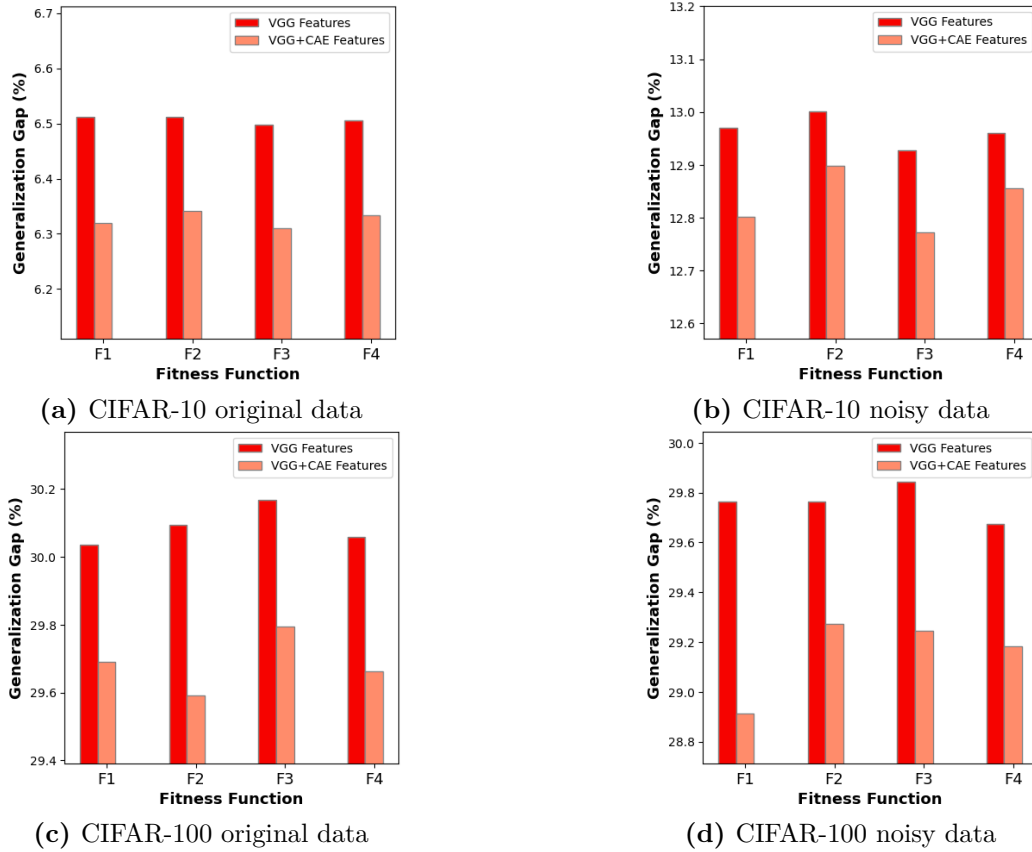 Generalization Gap (%)
6.7
6.6
6.5
6.4
6.3
6.2
VGG Features
VGG+CAE Features
F1 F2 F3 F4
Fitness Function
(a) CIFAR-10 original data
Generalization Gap (%)
13.2
13.1
13.0
12.9
12.8
12.7
12.6
VGG Features
VGG+CAE Features
F1 F2 F3 F4
Fitness Function
(b) CIFAR-10 noisy data
Generalization Gap (%)
30.2
30.0
29.8
29.6
29.4
VGG Features
VGG+CAE Features
F1 F2 F3 F4
Fitness Function
(c) CIFAR-100 original data
Generalization Gap (%)
30.0
29.8
29.6
29.4
29.2
29.0
28.8
VGG Features
VGG+CAE Features
F1 F2 F3 F4
Fitness Function
(d) CIFAR-100 noisy data